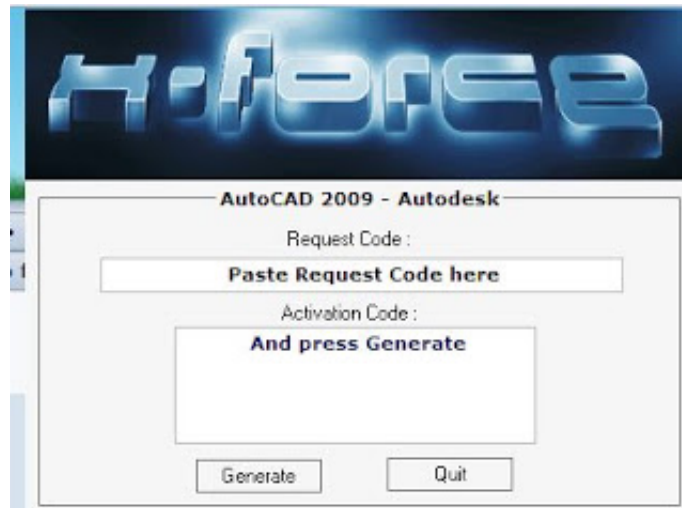 X-FORCE
AutoCAD 2009 - Autodesk
Request Code :
Paste Request Code here
Activation Code :
And press Generate
Generate
Quit